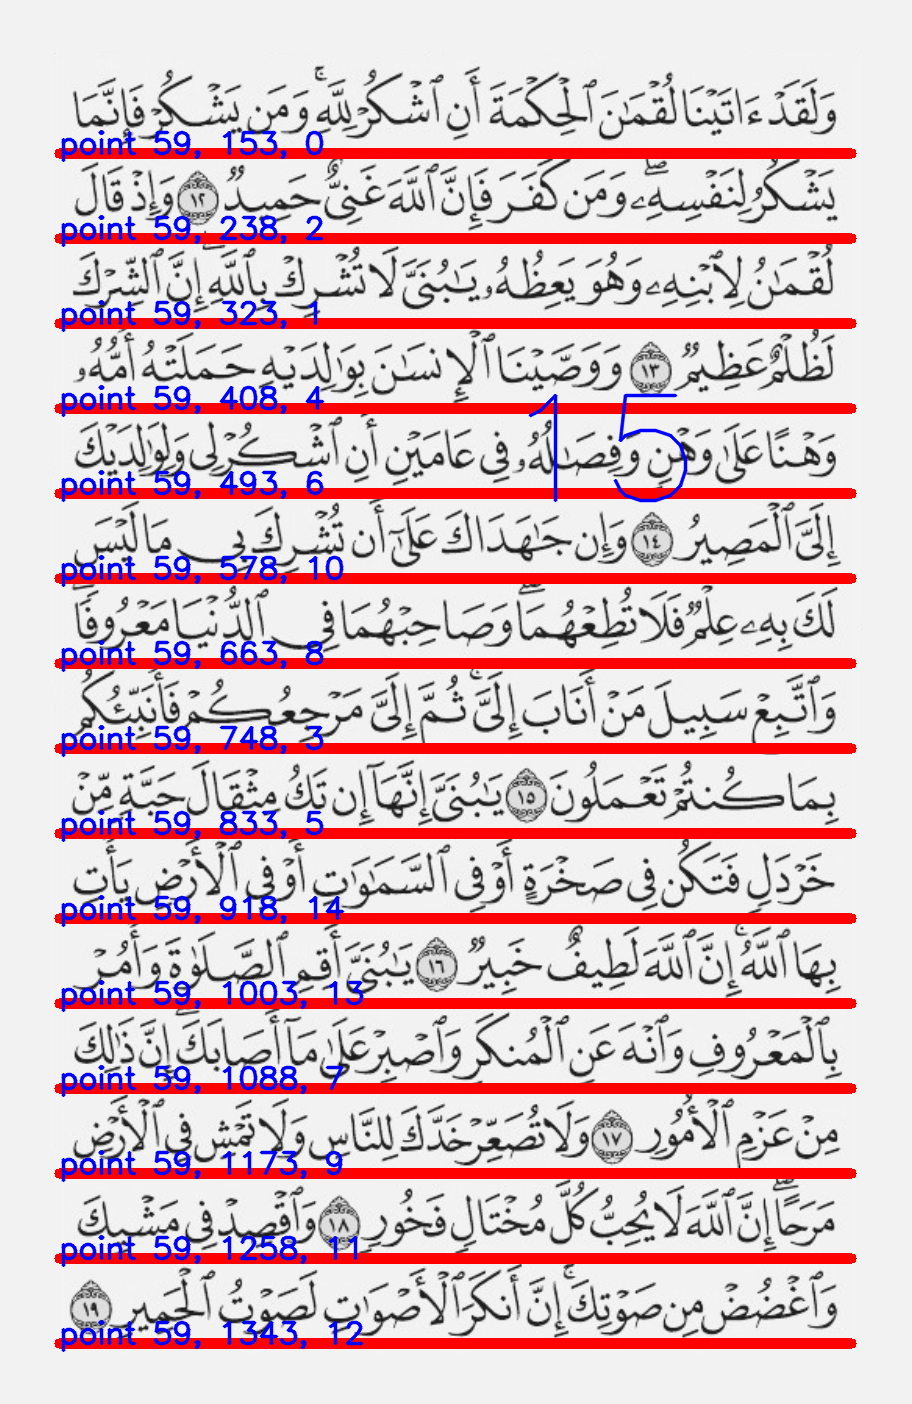 وَلَقَدْ ءَاتَيْنَا لُقْمَـٰنَ ٱلْحِكْمَةَ أَنِ ٱشْكُرْ لِلَّهِ ۚ وَمَن يَشْكُرْ فَإِنَّمَا
point 59, 153, 0
يَشْكُرُ لِنَفْسِهِۦ ۖ وَمَن كَفَرَ فَإِنَّ ٱللَّهَ غَنِىٌّ حَمِيدٌ ١٢ وَإِذْ قَالَ
point 59, 238, 2
لُقْمَـٰنُ لِٱبْنِهِۦ وَهُوَ يَعِظُهُۥ يَـٰبُنَىَّ لَا تُشْرِكْ بِٱللَّهِ ۖ إِنَّ ٱلشِّرْكَ
point 59, 323, 1
لَظُلْمٌ عَظِيمٌ ١٣ وَوَصَّيْنَا ٱلْإِنسَـٰنَ بِوَٰلِدَيْهِ حَمَلَتْهُ أُمُّهُۥ
point 59, 408, 4
15
وَهْنًا عَلَىٰ وَهْنٍ وَفِصَـٰلُهُۥ فِى عَامَيْنِ أَنِ ٱشْكُرْ لِى وَلِوَٰلِدَيْكَ
point 59, 493, 6
إِلَىَّ ٱلْمَصِيرُ ١٤ وَإِن جَـٰهَدَاكَ عَلَىٰٓ أَن تُشْرِكَ بِى مَا لَيْسَ
point 59, 578, 10
لَكَ بِهِۦ عِلْمٌ فَلَا تُطِعْهُمَا ۖ وَصَاحِبْهُمَا فِى ٱلدُّنْيَا مَعْرُوفًا ۖ
point 59, 663, 8
وَٱتَّبِعْ سَبِيلَ مَنْ أَنَابَ إِلَىَّ ۚ ثُمَّ إِلَىَّ مَرْجِعُكُمْ فَأُنَبِّئُكُم
point 59, 748, 3
بِمَا كُنتُمْ تَعْمَلُونَ ١٥ يَـٰبُنَىَّ إِنَّهَآ إِن تَكُ مِثْقَالَ حَبَّةٍ مِّنْ
point 59, 833, 5
خَرْدَلٍ فَتَكُن فِى صَخْرَةٍ أَوْ فِى ٱلسَّمَـٰوَٰتِ أَوْ فِى ٱلْأَرْضِ يَأْتِ
point 59, 918, 14
بِهَا ٱللَّهُ ۚ إِنَّ ٱللَّهَ لَطِيفٌ خَبِيرٌ ١٦ يَـٰبُنَىَّ أَقِمِ ٱلصَّلَوٰةَ وَأْمُرْ
point 59, 1003, 13
بِٱلْمَعْرُوفِ وَٱنْهَ عَنِ ٱلْمُنكَرِ وَٱصْبِرْ عَلَىٰ مَآ أَصَابَكَ ۖ إِنَّ ذَٰلِكَ
point 59, 1088, 7
مِنْ عَزْمِ ٱلْأُمُورِ ١٧ وَلَا تُصَعِّرْ خَدَّكَ لِلنَّاسِ وَلَا تَمْشِ فِى ٱلْأَرْضِ
point 59, 1173, 9
مَرَحًا ۖ إِنَّ ٱللَّهَ لَا يُحِبُّ كُلَّ مُخْتَالٍ فَخُورٍ ١٨ وَٱقْصِدْ فِى مَشْيِكَ
point 59, 1258, 11
وَٱغْضُضْ مِن صَوْتِكَ ۚ إِنَّ أَنكَرَ ٱلْأَصْوَٰتِ لَصَوْتُ ٱلْحَمِيرِ ١٩
point 59, 1343, 12